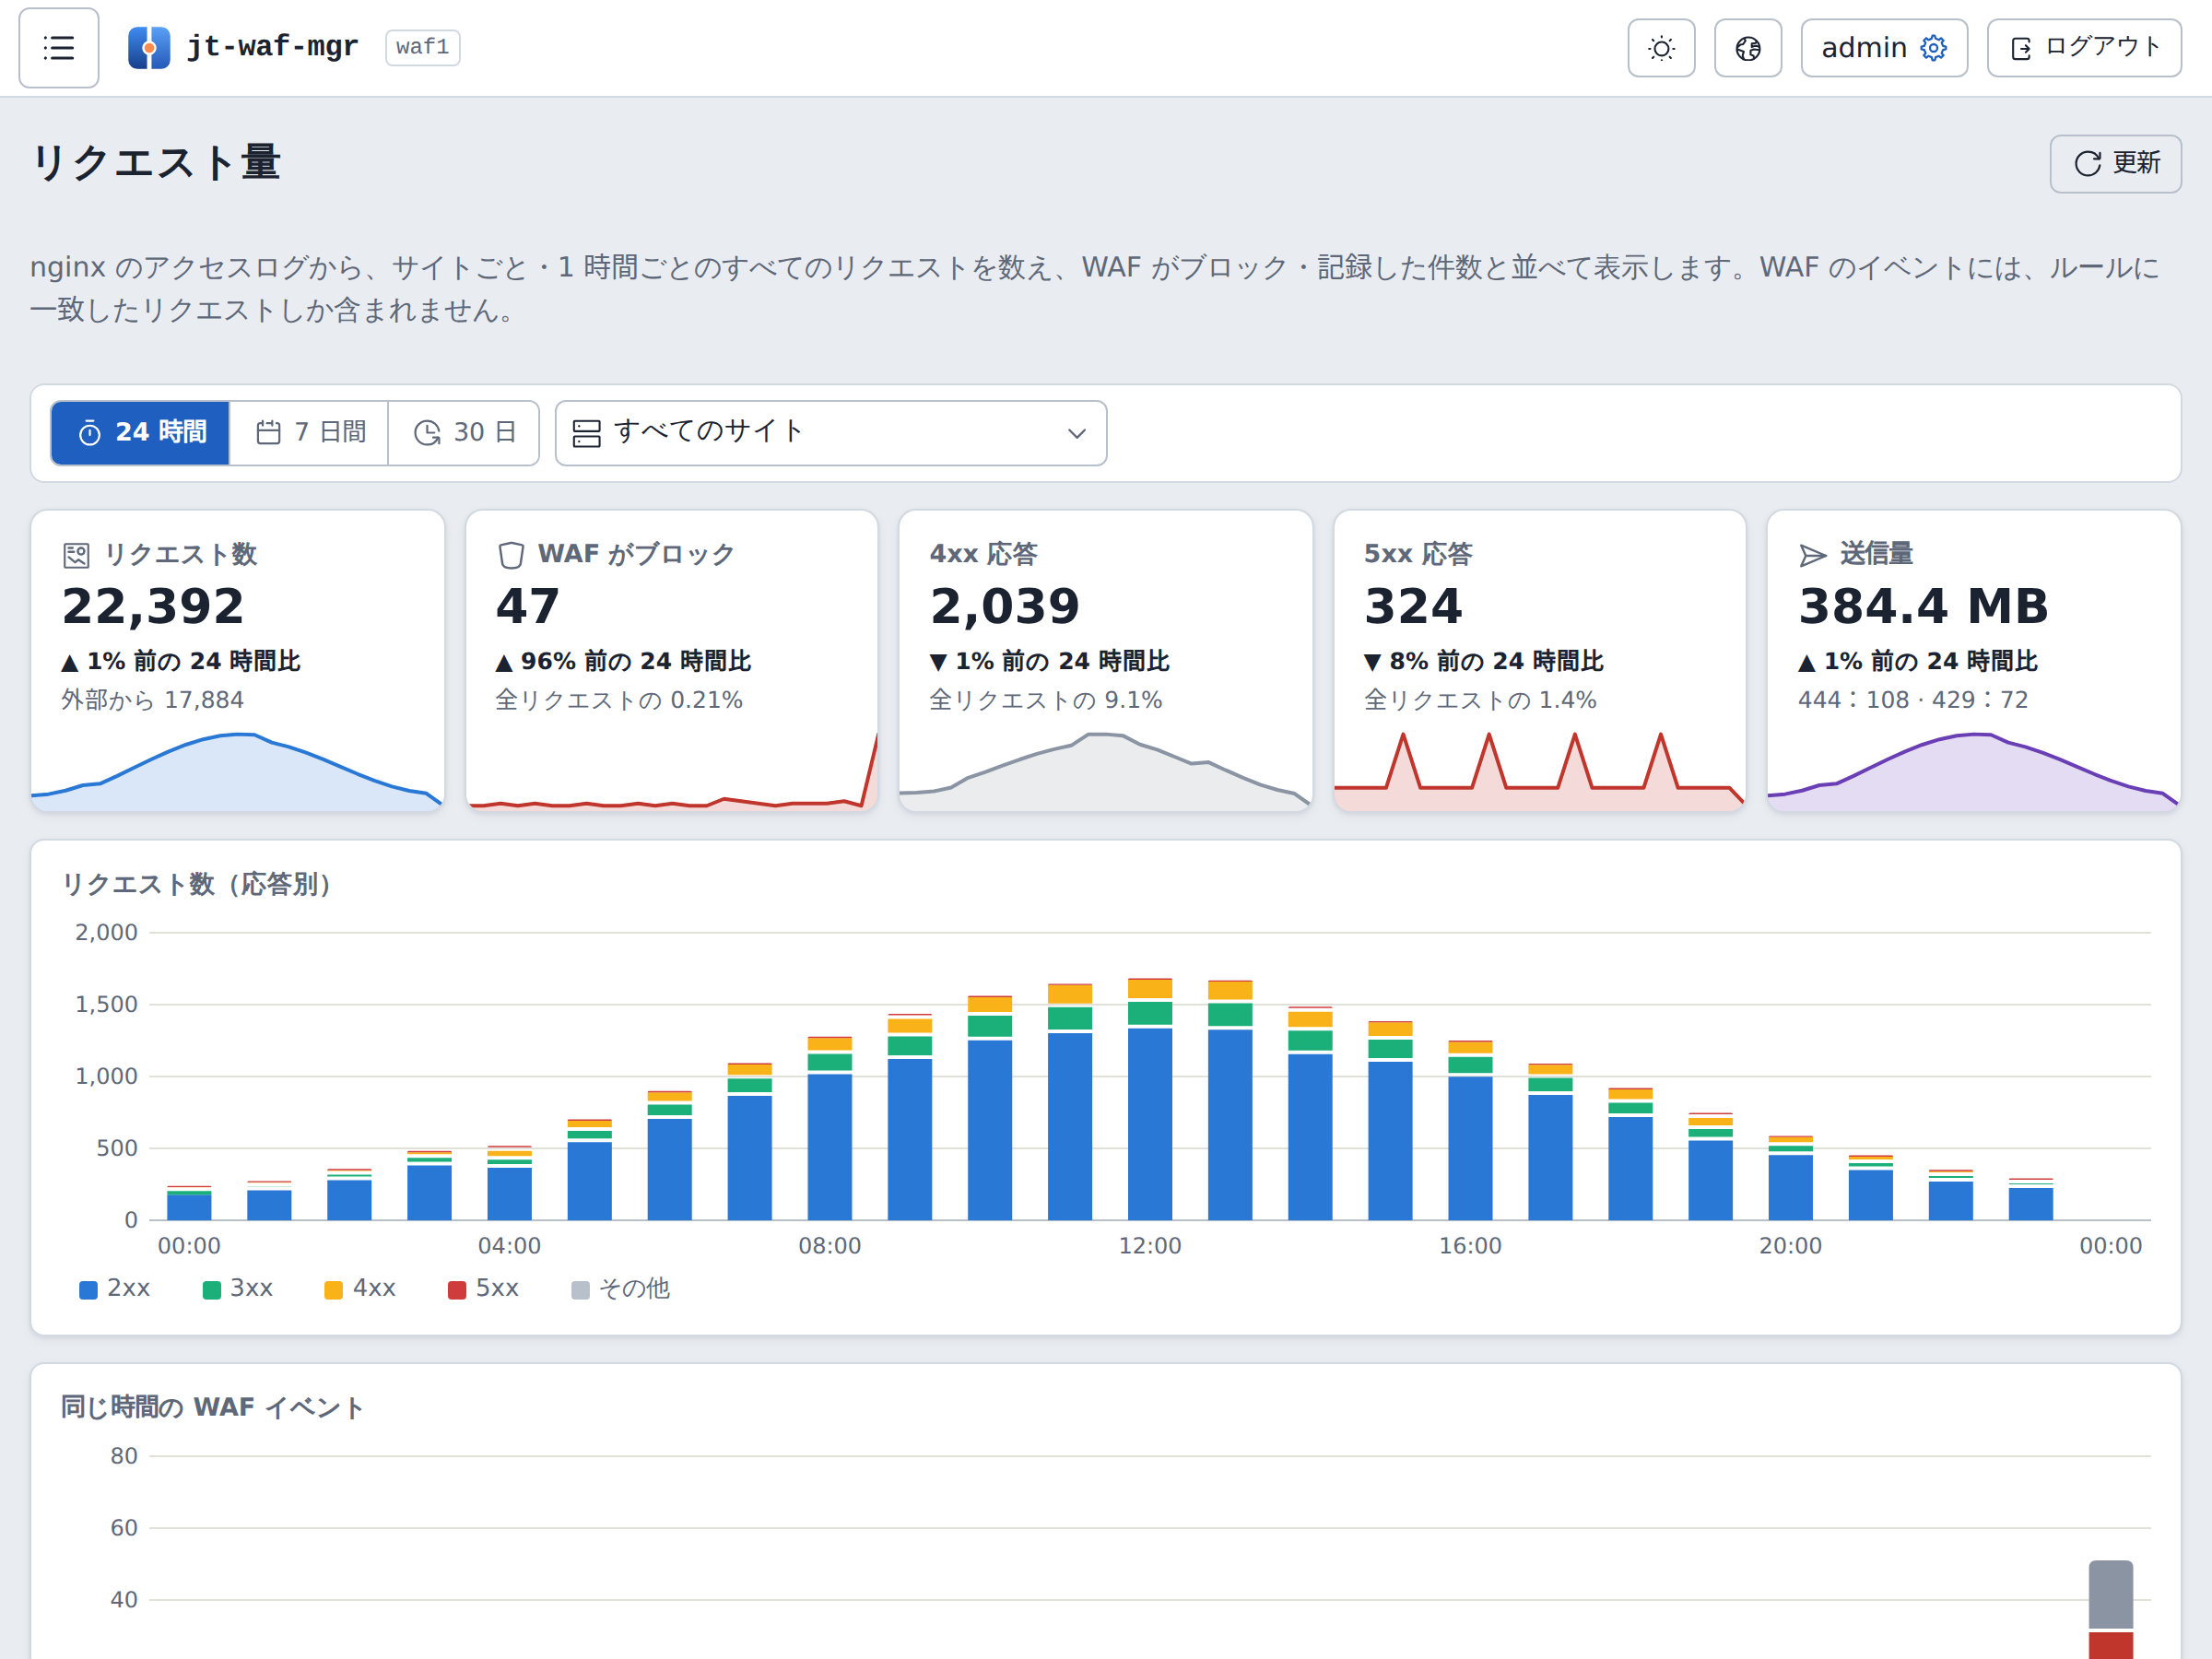 jt-waf-mgr waf1 admin ログアウト
リクエスト量 更新
nginx のアクセスログから、サイトごと・1 時間ごとのすべてのリクエストを数え、WAF がブロック・記録した件数と並べて表示します。WAF のイベントには、ルールに
一致したリクエストしか含まれません。
24 時間 7 日間 30 日 すべてのサイト
リクエスト数 WAF がブロック 4xx 応答 5xx 応答 送信量
22,392 47 2,039 324 384.4 MB
▲ 1% 前の 24 時間比 ▲ 96% 前の 24 時間比 ▼ 1% 前の 24 時間比 ▼ 8% 前の 24 時間比 ▲ 1% 前の 24 時間比
外部から 17,884 全リクエストの 0.21% 全リクエストの 9.1% 全リクエストの 1.4% 444：108 · 429：72
リクエスト数（応答別）
2,000
1,500
1,000
500
0
00:00 04:00 08:00 12:00 16:00 20:00 00:00
2xx 3xx 4xx 5xx その他
同じ時間の WAF イベント
80
60
40